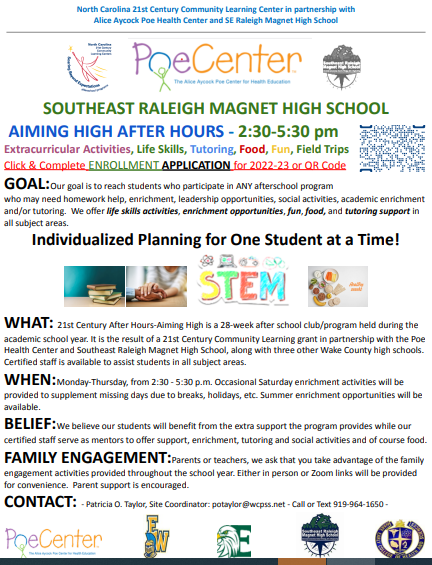 North Carolina 21st Century Community Learning Center in partnership with
Alice Aycock Poe Health Center and SE Raleigh Magnet High School
North Carolina
PoeCenter
The Alice Aycock Poe Center for Health Education
SOUTHEAST RALEIGH MAGNET HIGH SCHOOL
AIMING HIGH AFTER HOURS - 2:30-5:30 pm
Extracurricular Activities, Life Skills, Tutoring, Food, Fun, Field Trips
Click & Complete ENROLLMENT APPLICATION for 2022-23 or QR Code
GOAL:Our goal is to reach students who participate in ANY afterschool program
who may need homework help, enrichment, leadership opportunities, social activities, academic enrichment
and/or tutoring. We offer life skills activities, enrichment opportunities, fun, food, and tutoring support in
all subject areas.
Individualized Planning for One Student at a Time!
STEM
WHAT: 21st Century After Hours-Aiming High is a 28-week after school club/program held during the
academic school year. It is the result of a 21st Century Community Learning grant in partnership with the Poe
Health Center and Southeast Raleigh Magnet High School, along with three other Wake County high schools.
Certified staff is available to assist students in all subject areas.
WHEN:Monday-Thursday, from 2:30 - 5:30 p.m. Occasional Saturday enrichment activities will be
provided to supplement missing days due to breaks, holidays, etc. Summer enrichment opportunities will be
available.
BELIEF:We believe our students will benefit from the extra support the program provides while our
certified staff serve as mentors to offer support, enrichment, tutoring and social activities and of course food.
FAMILY ENGAGEMENT:Parents or teachers, we ask that you take advantage of the family
engagement activities provided throughout the school year. Either in person or Zoom links will be provided
for convenience. Parent support is encouraged.
CONTACT: - Patricia O. Taylor, Site Coordinator: potaylor@wcpss.net - Call or Text 919-964-1650 -
PoeCenter
The Alice Aycock Poe Center for Health Education
EW
E
Southeast Raleigh
Magnet High School